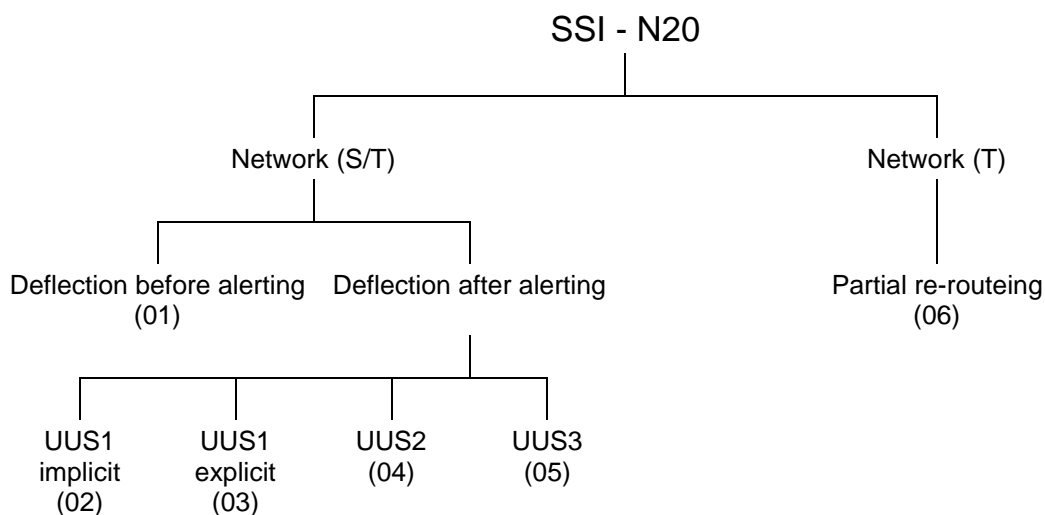 SSI - N20
Network (S/T)
Network (T)
Deflection before alerting
(01)
Deflection after alerting
Partial re-routeing
(06)
UUS1
implicit
(02)
UUS1
explicit
(03)
UUS2
(04)
UUS3
(05)